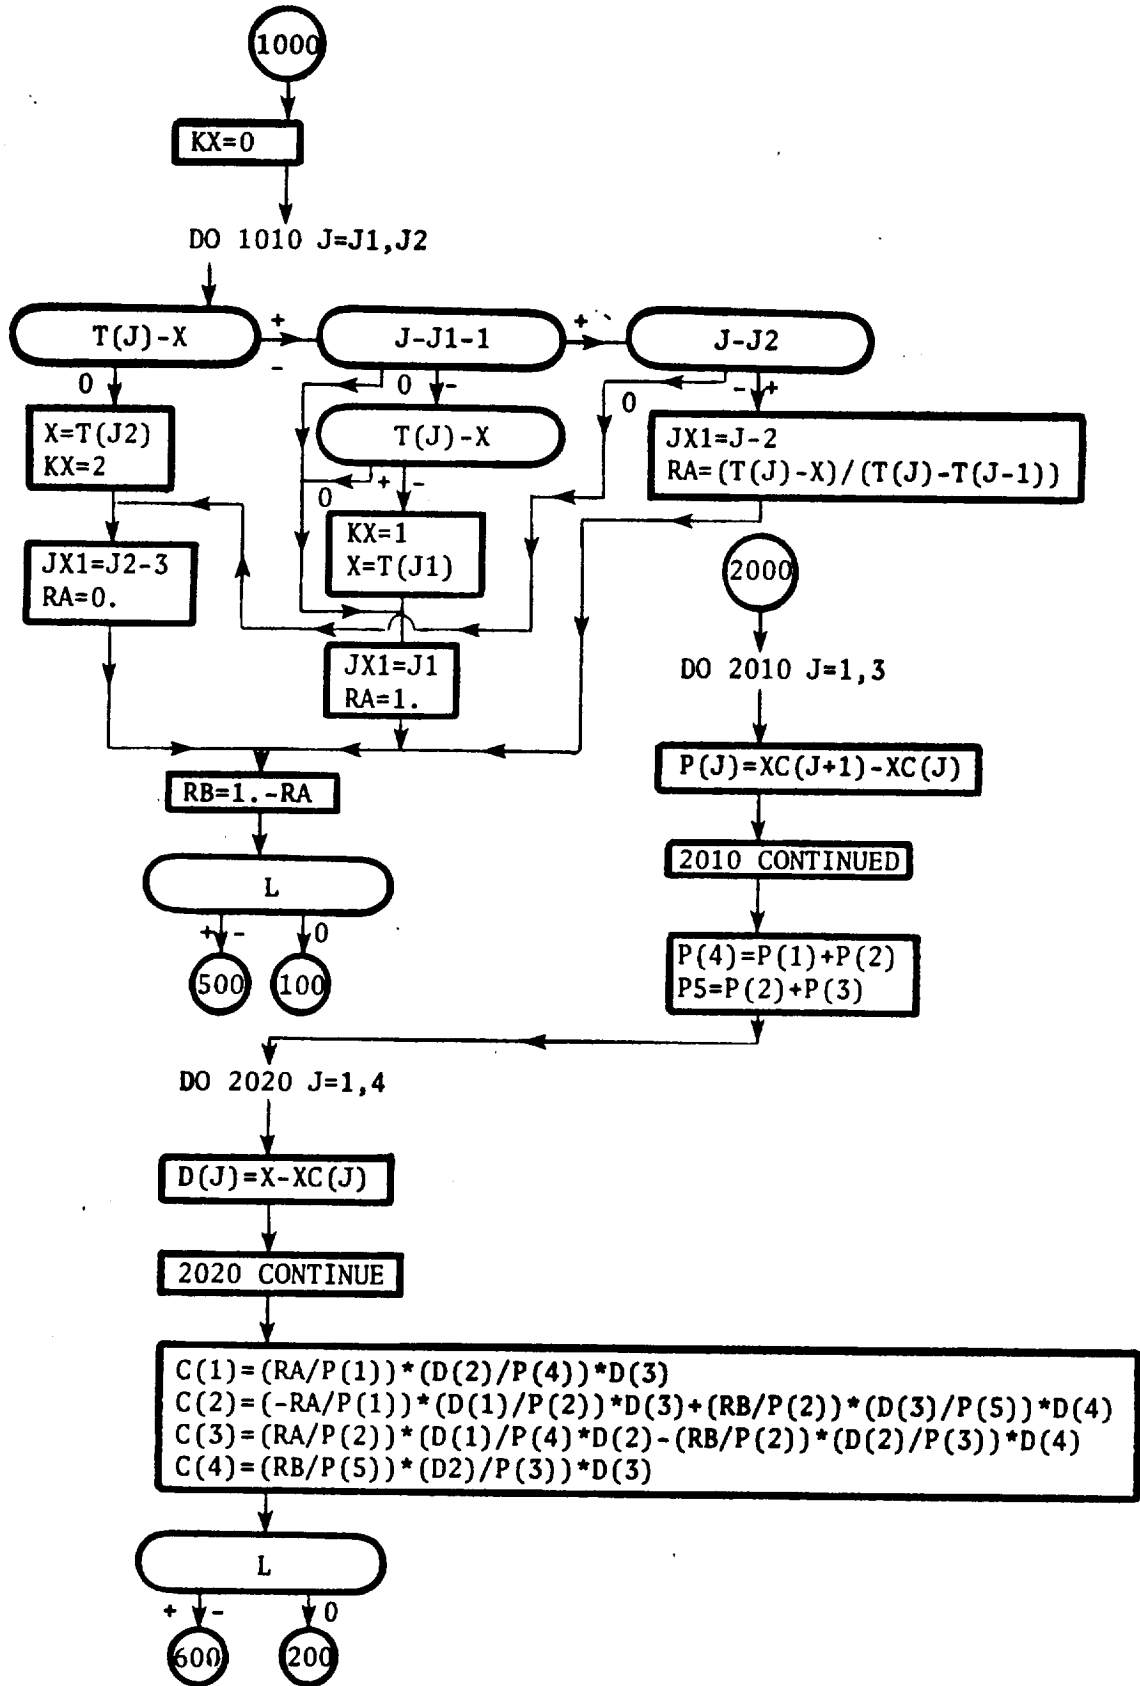 1000
KX=0
DO 1010 J=J1,J2
T(J)-X
+
-
J-J1-1
+
J-J2
0
0
-
0
-
+
X=T(J2)
KX=2
T(J)-X
JX1=J-2
RA=(T(J)-X)/(T(J)-T(J-1))
0
+
-
KX=1
X=T(J1)
JX1=J2-3
RA=0.
2000
JX1=J1
RA=1.
DO 2010 J=1,3
P(J)=XC(J+1)-XC(J)
RB=1.-RA
2010 CONTINUED
L
+
-
0
500
100
P(4)=P(1)+P(2)
P5=P(2)+P(3)
DO 2020 J=1,4
D(J)=X-XC(J)
2020 CONTINUE
C(1)=(RA/P(1))*(D(2)/P(4))*D(3)
C(2)=(-RA/P(1))*(D(1)/P(2))*D(3)+(RB/P(2))*(D(3)/P(5))*D(4)
C(3)=(RA/P(2))*(D(1)/P(4)*D(2)-(RB/P(2))*(D(2)/P(3))*D(4)
C(4)=(RB/P(5))*(D2)/P(3))*D(3)
L
+
-
0
600
200